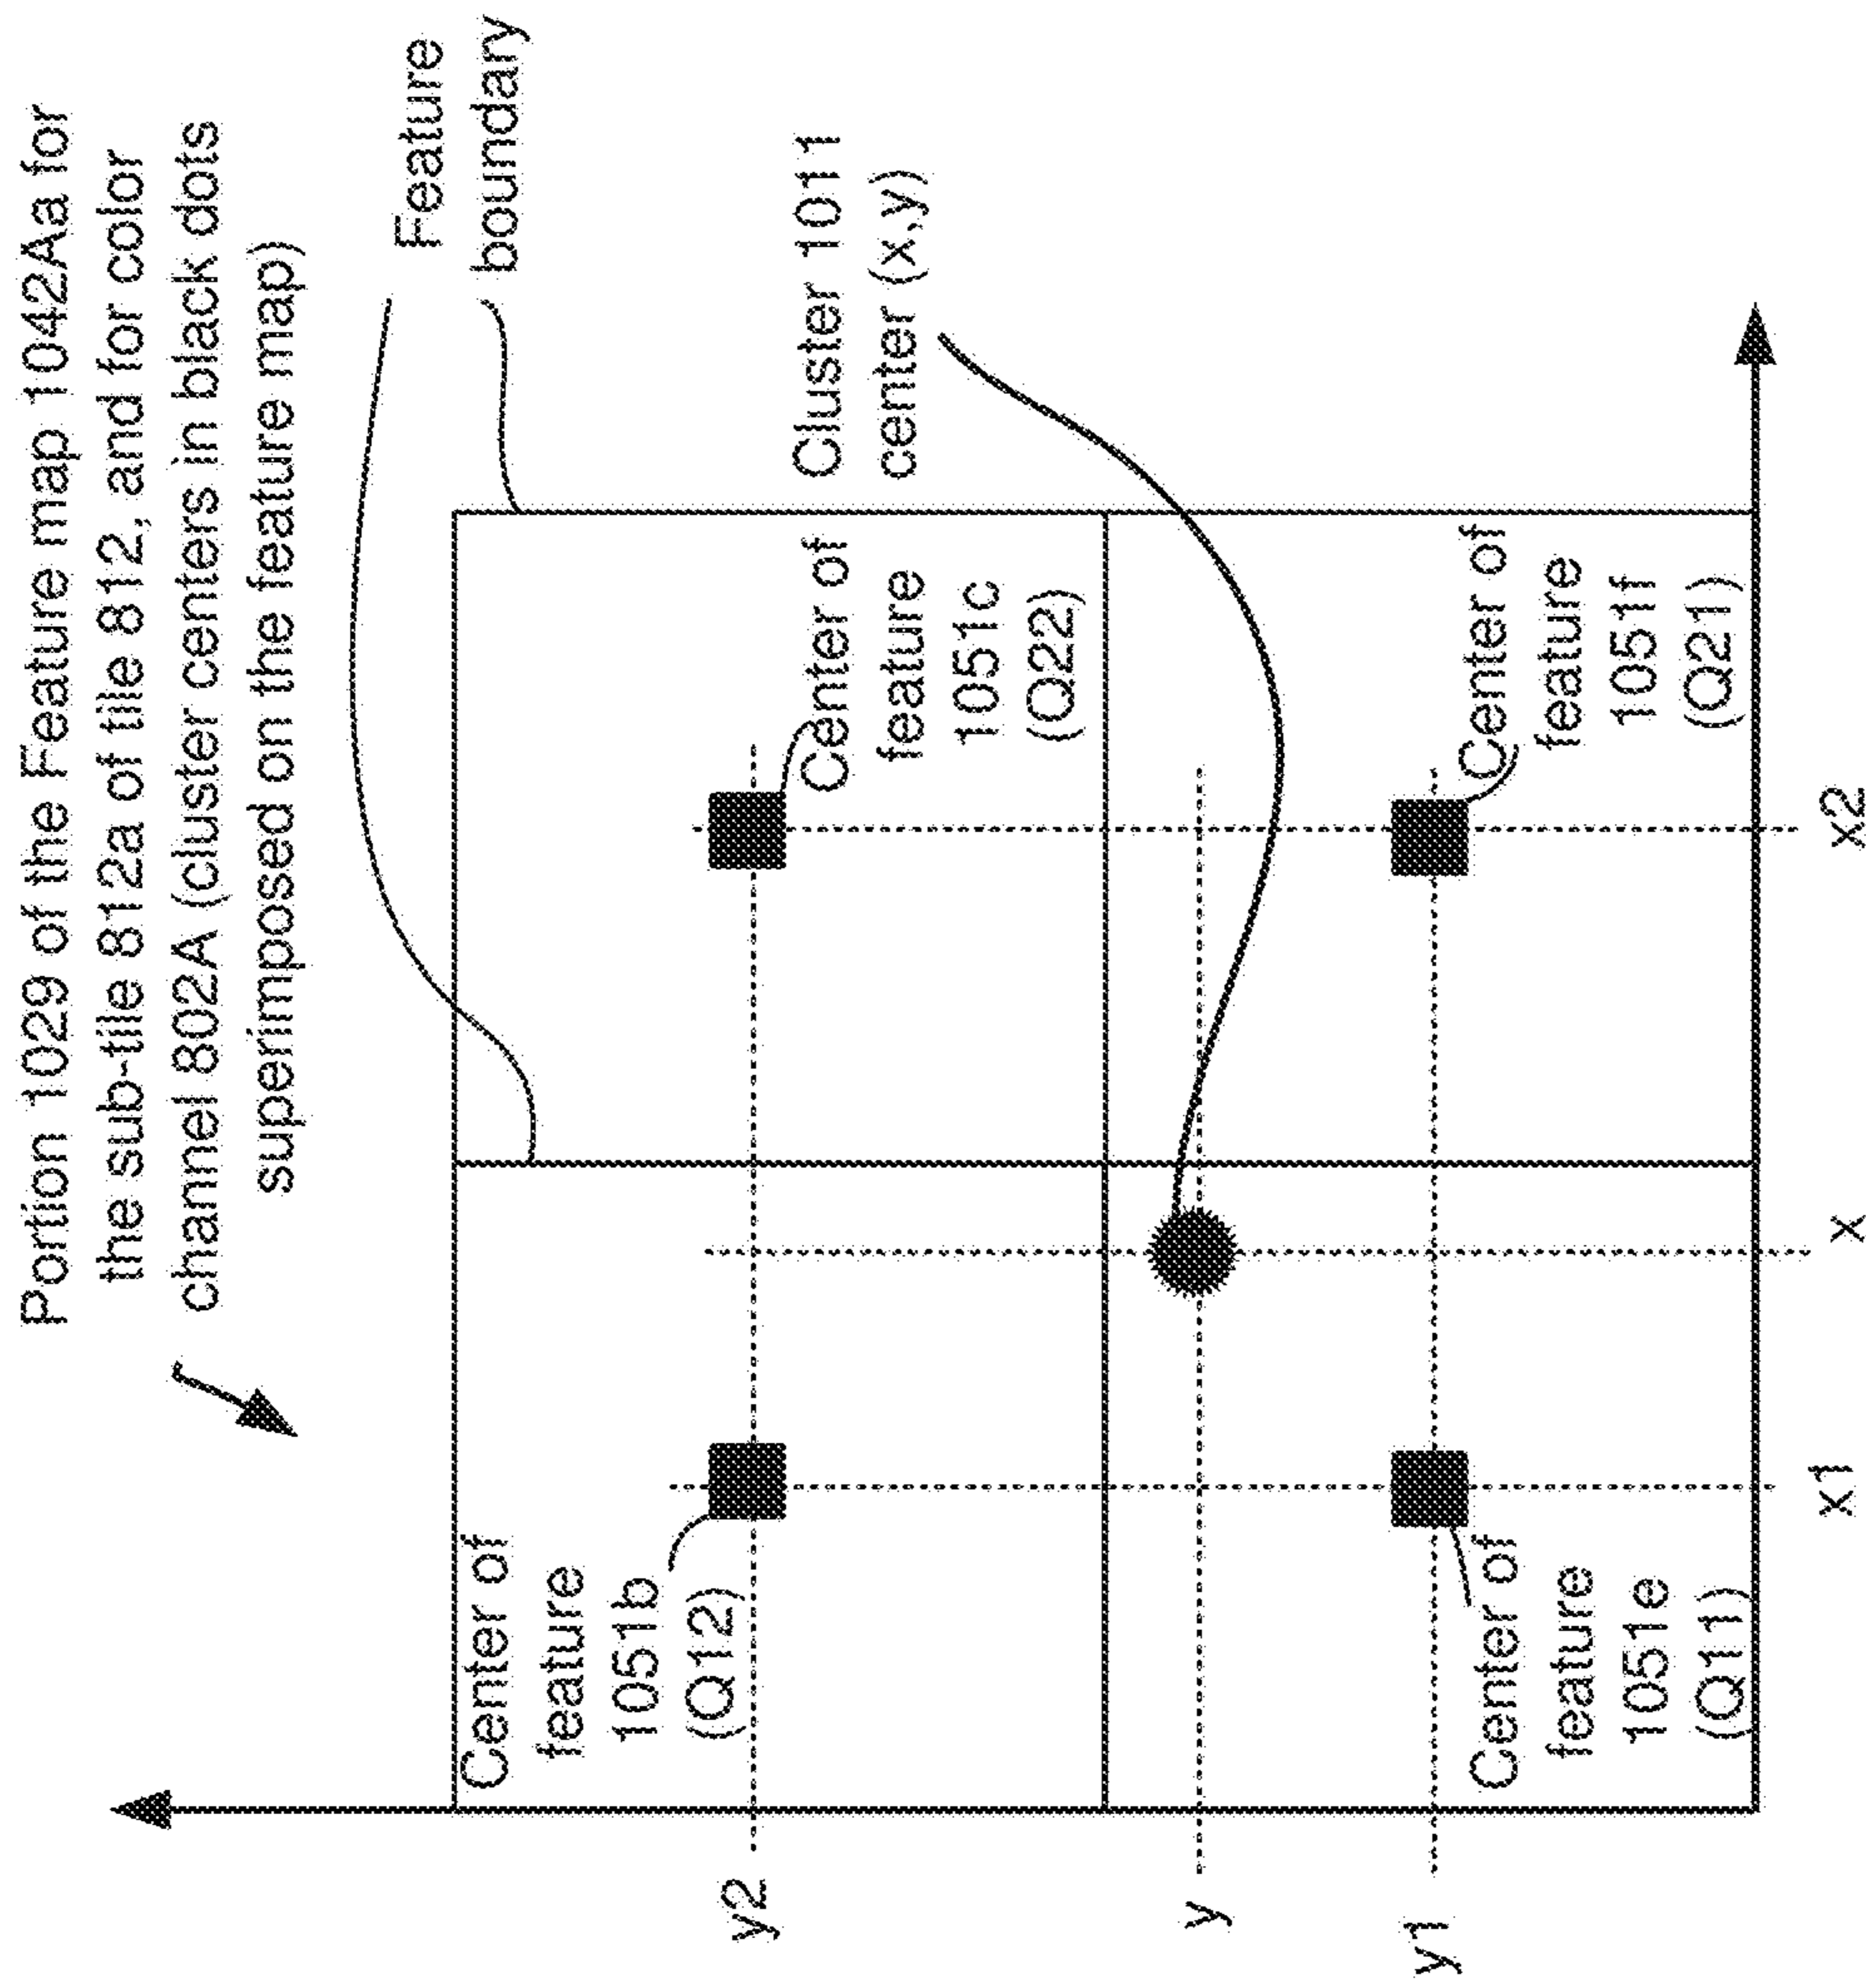 Portion 1029 of the Feature map 1042Aa for
the sub-tile 812a of tile 812, and for color
channel 802A (cluster centers in black dots
superimposed on the feature map)
Feature
boundary
Cluster 1011
center (x,y)
Center of
feature
1051b
(Q12)
Center of
feature
1051c
(Q22)
Center of
feature
1051e
(Q11)
Center of
feature
1051f
(Q21)
y2
y
y1
x1
x
x2